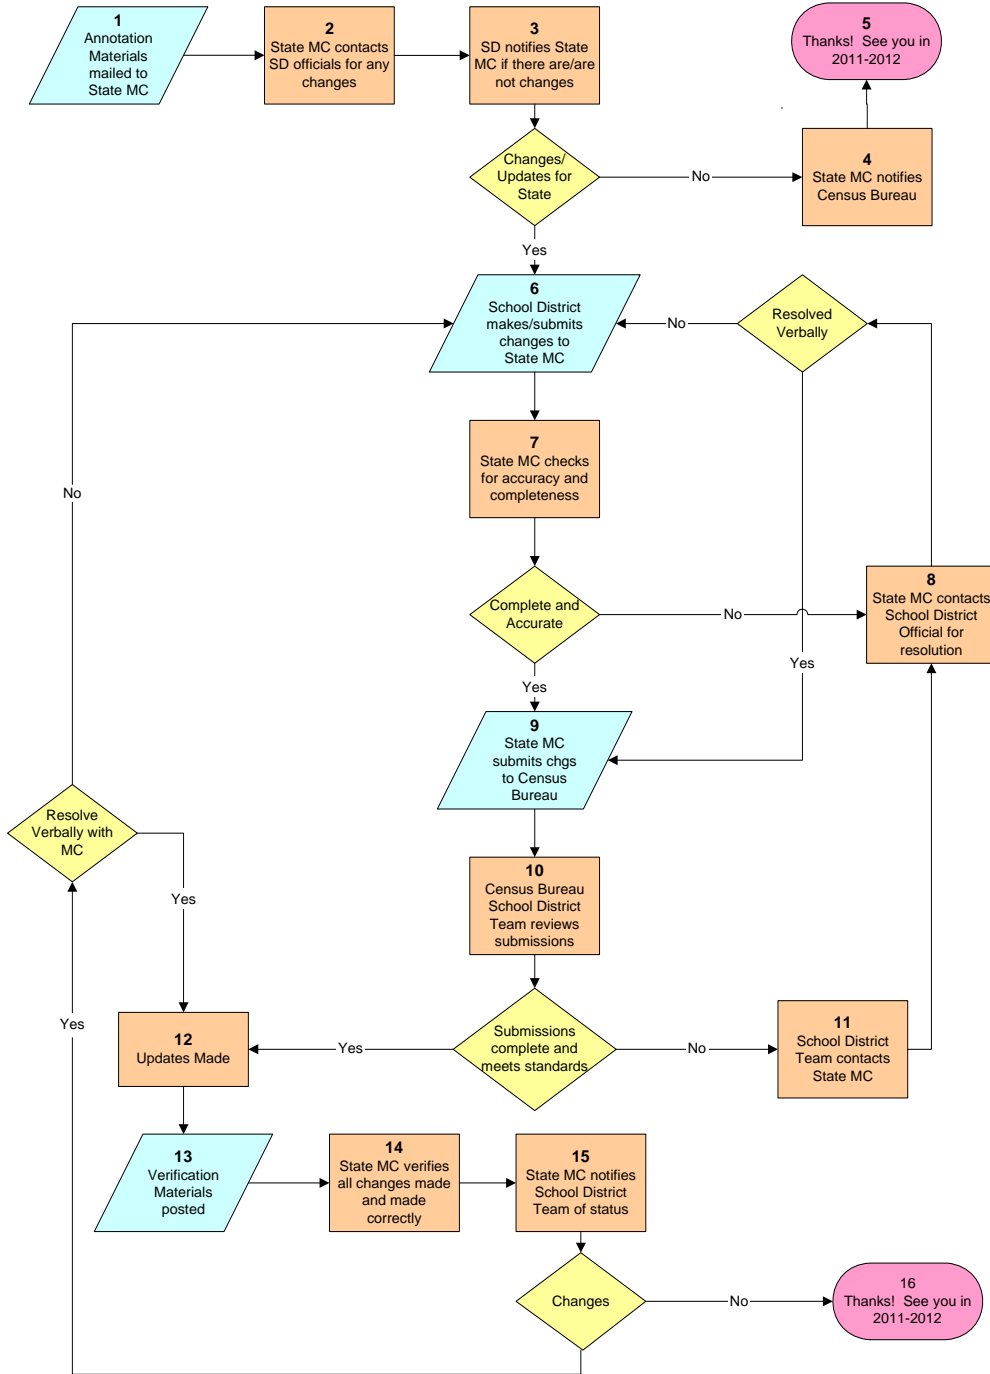 1
Annotation
Materials
mailed to
State MC
2
State MC contacts
SD officials for any
changes
3
SD notifies State
MC if there are/are
not changes
5
Thanks!  See you in
2011-2012
Changes/
Updates for
State
No
4
State MC notifies
Census Bureau
Yes
6
School District
makes/submits
changes to
State MC
No
Resolved
Verbally
7
State MC checks
for accuracy and
completeness
No
Complete and
Accurate
No
8
State MC contacts
School District
Official for
resolution
Yes
Yes
9
State MC
submits chgs
to Census
Bureau
Resolve
Verbally with
MC
Yes
10
Census Bureau
School District
Team reviews
submissions
Yes
12
Updates Made
Yes
Submissions
complete and
meets standards
No
11
School District
Team contacts
State MC
13
Verification
Materials
posted
14
State MC verifies
all changes made
and made
correctly
15
State MC notifies
School District
Team of status
Changes
No
16
Thanks!  See you in
2011-2012